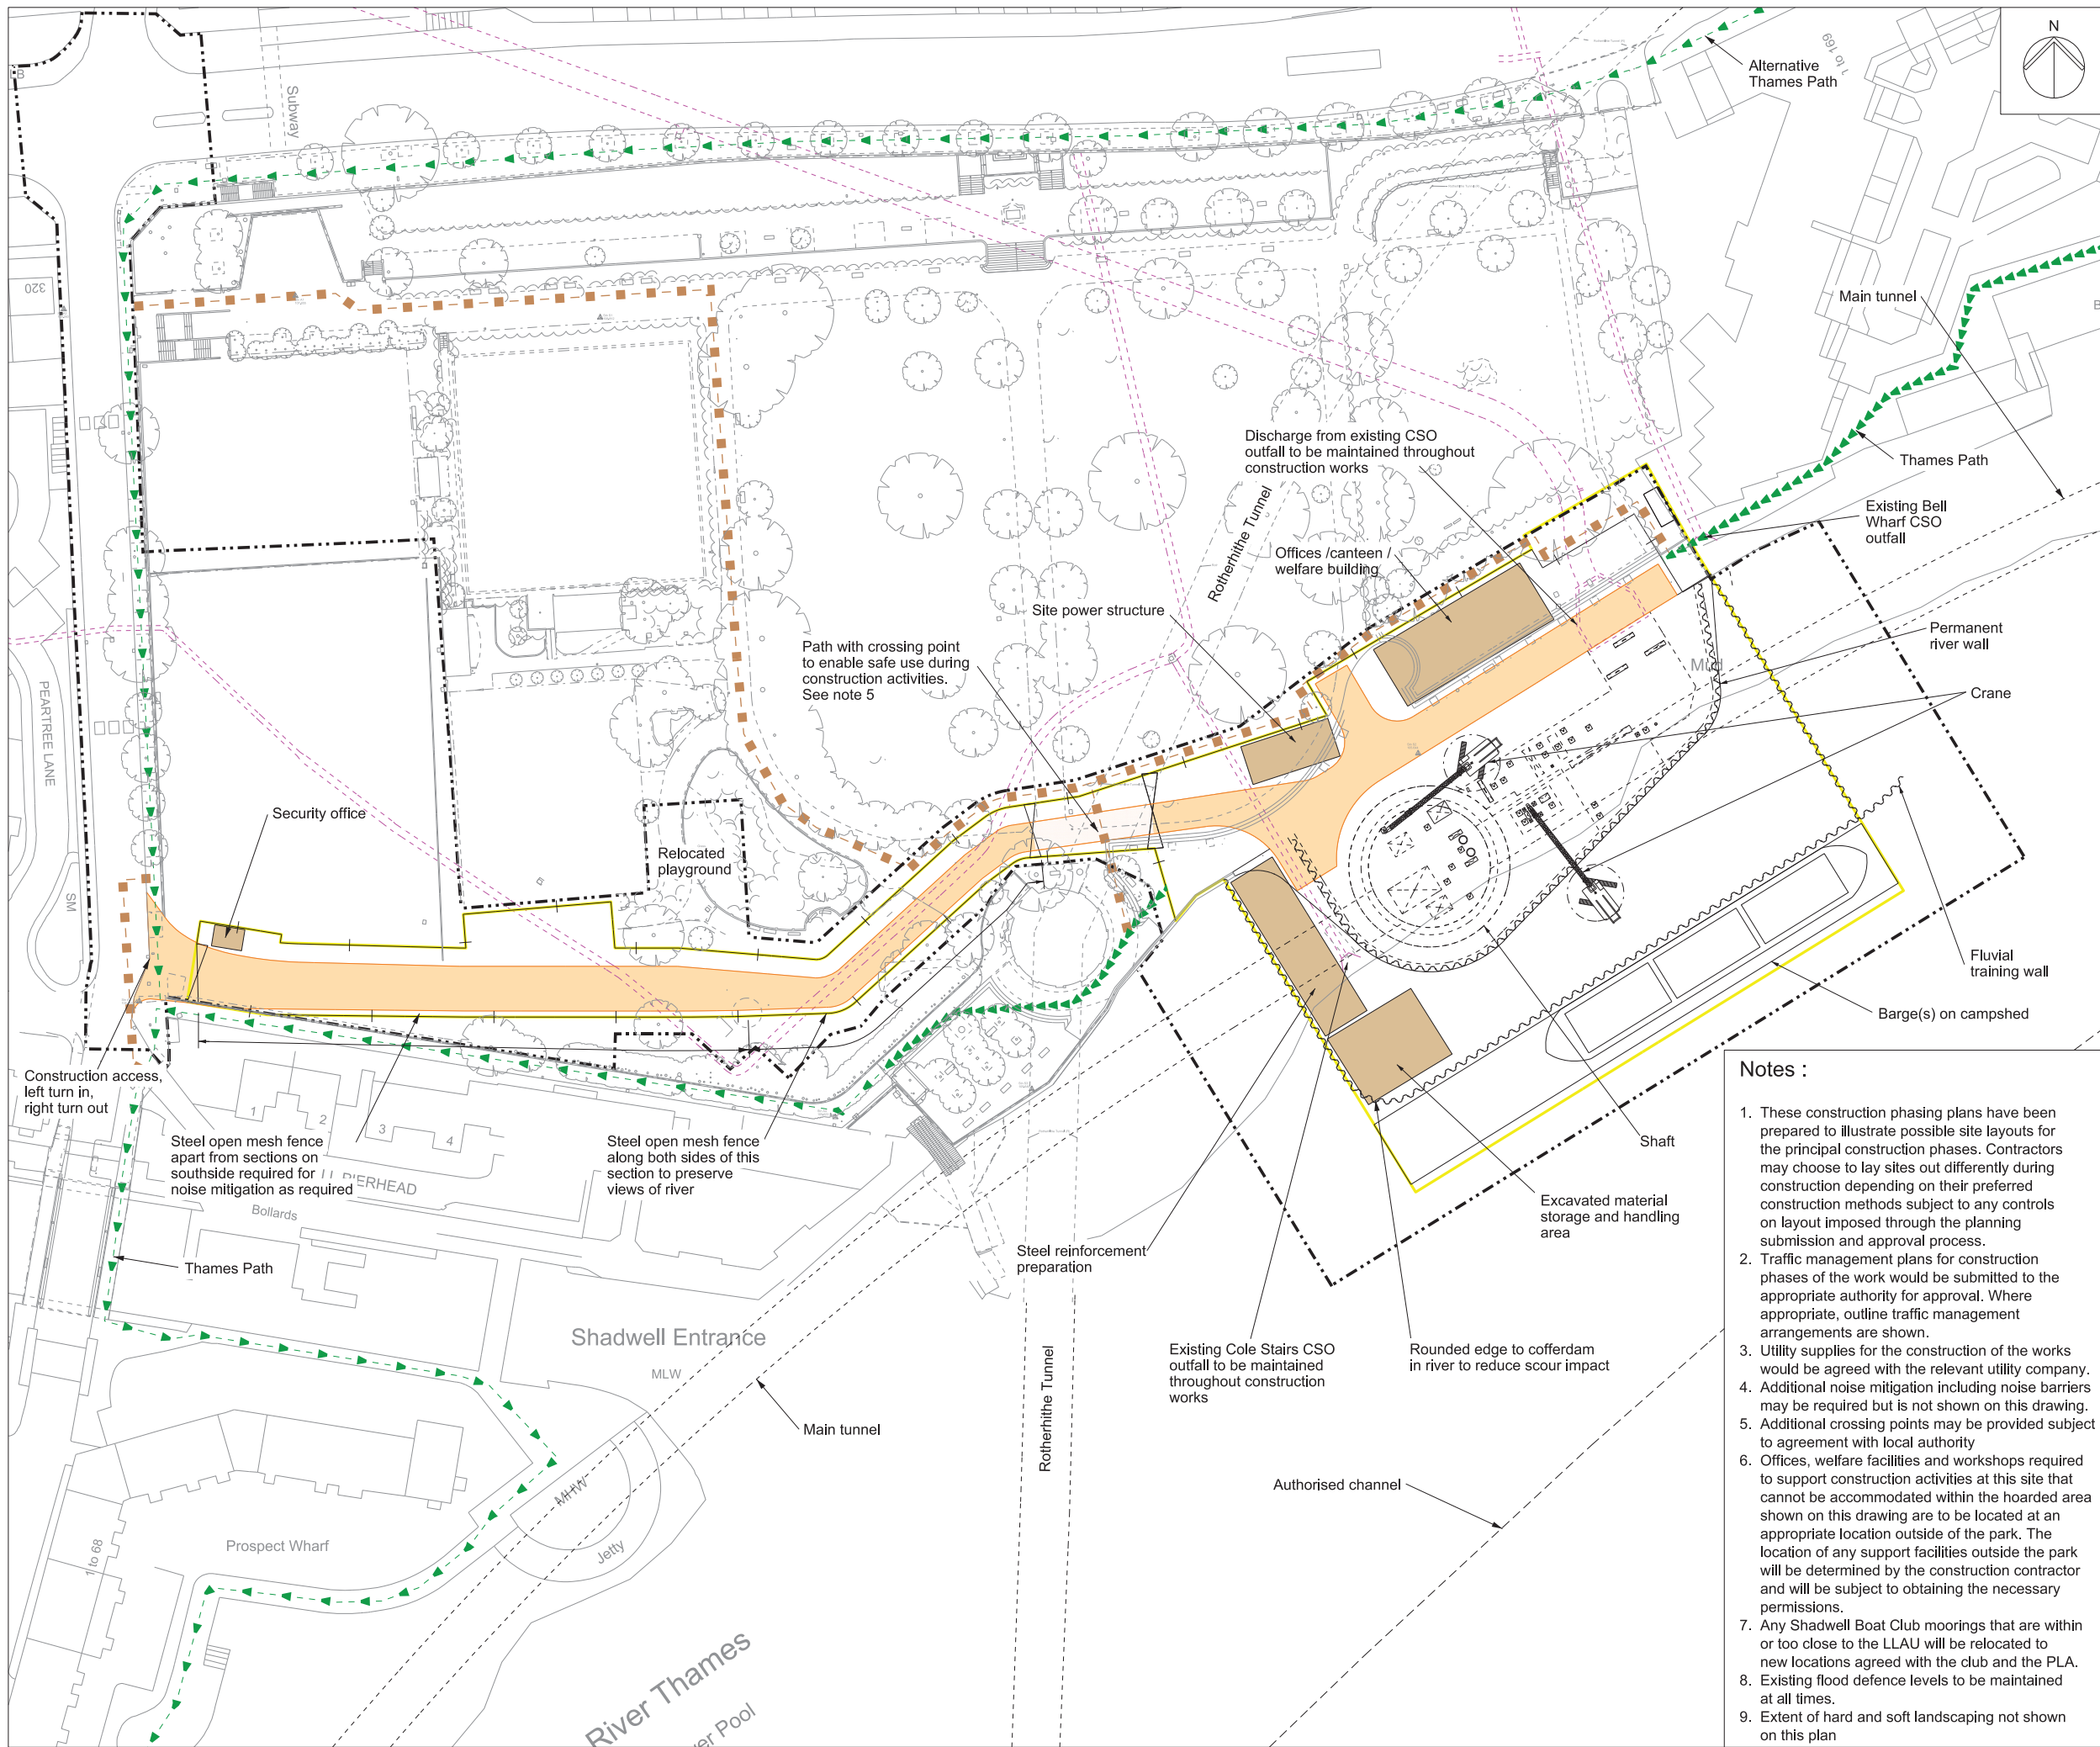 N
Alternative
Thames Path
1 to 169
Subway
320
Main tunnel
Thames Path
Discharge from existing CSO
outfall to be maintained throughout
construction works
Rotherhithe Tunnel
Existing Bell
Wharf CSO
outfall
Offices /canteen /
welfare building
Site power structure
Path with crossing point
to enable safe use during
construction activities.
See note 5
Permanent
river wall
Mud
Crane
PEARTREE LANE
Security office
Relocated
playground
SM
Fluvial
training wall
Barge(s) on campshed
Construction access,
left turn in,
right turn out
1
2
3
4
Steel open mesh fence
apart from sections on
southside required for
noise mitigation as required
PIERHEAD
Bollards
Steel open mesh fence
along both sides of this
section to preserve
views of river
Shaft
Excavated material
storage and handling
area
Steel reinforcement
preparation
Thames Path
Shadwell Entrance
MLW
Existing Cole Stairs CSO
outfall to be maintained
throughout construction
works
Rounded edge to cofferdam
in river to reduce scour impact
Main tunnel
Rotherhithe Tunnel
Authorised channel
MHW
Jetty
Prospect Wharf
1 to 68
River Thames
er Pool
Notes :
1. These construction phasing plans have been
prepared to illustrate possible site layouts for
the principal construction phases. Contractors
may choose to lay sites out differently during
construction depending on their preferred
construction methods subject to any controls
on layout imposed through the planning
submission and approval process.
2. Traffic management plans for construction
phases of the work would be submitted to the
appropriate authority for approval. Where
appropriate, outline traffic management
arrangements are shown.
3. Utility supplies for the construction of the works
would be agreed with the relevant utility company.
4. Additional noise mitigation including noise barriers
may be required but is not shown on this drawing.
5. Additional crossing points may be provided subject
to agreement with local authority
6. Offices, welfare facilities and workshops required
to support construction activities at this site that
cannot be accommodated within the hoarded area
shown on this drawing are to be located at an
appropriate location outside of the park. The
location of any support facilities outside the park
will be determined by the construction contractor
and will be subject to obtaining the necessary
permissions.
7. Any Shadwell Boat Club moorings that are within
or too close to the LLAU will be relocated to
new locations agreed with the club and the PLA.
8. Existing flood defence levels to be maintained
at all times.
9. Extent of hard and soft landscaping not shown
on this plan